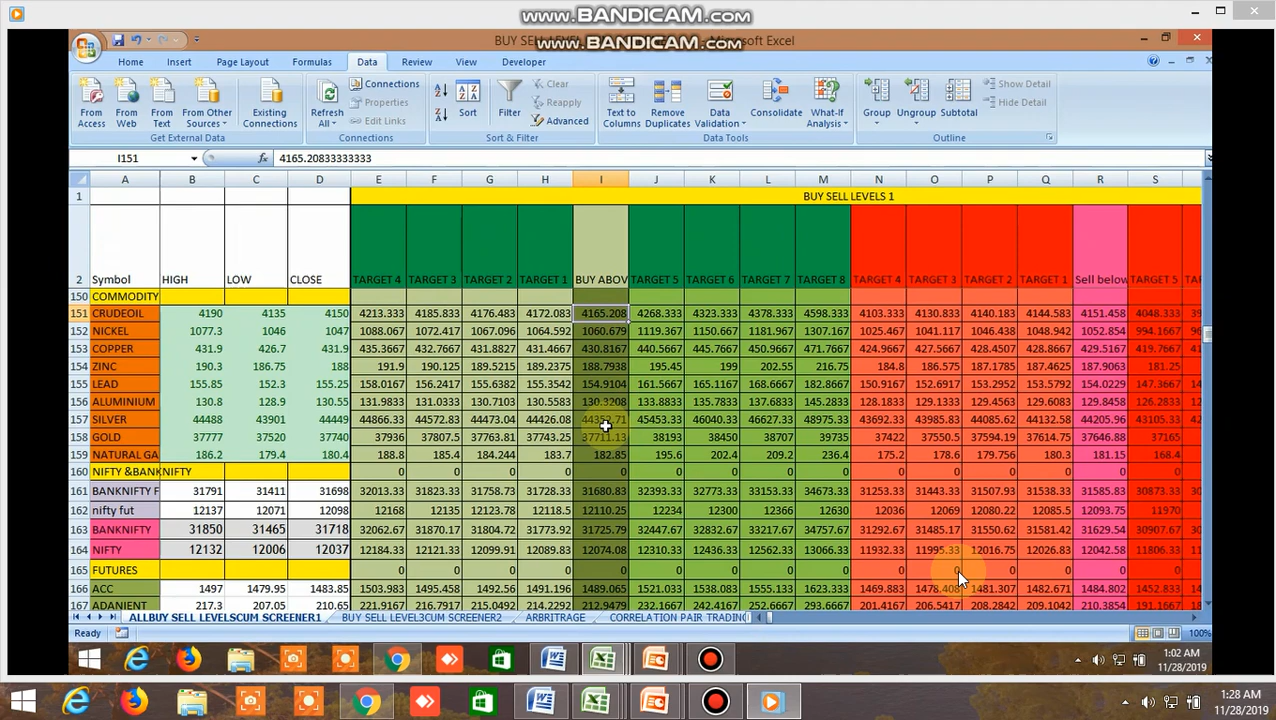 www.BANDICAM.com
www.BANDICAM.com
Microsoft Excel
Home Insert Page Layout Formulas Data Review View Developer
From Access
From Web
From Text
From Other Sources
Existing Connections
Refresh All
Connections
Properties
Edit Links
Sort
Filter
Clear
Reapply
Advanced
Text to Columns
Remove Duplicates
Data Validation
Consolidate
What-If Analysis
Group
Ungroup
Subtotal
Show Detail
Hide Detail
Get External Data Connections Sort & Filter Data Tools Outline
I151 fx 4165.20833333333
A B C D E F G H I J K L M N O P Q R S
1 BUY SELL LEVELS 1
2 Symbol HIGH LOW CLOSE TARGET 4 TARGET 3 TARGET 2 TARGET 1 BUY ABOV TARGET 5 TARGET 6 TARGET 7 TARGET 8 TARGET 4 TARGET 3 TARGET 2 TARGET 1 Sell below TARGET 5
150 COMMODITY
151 CRUDEOIL 4190 4135 4150 4213.333 4185.833 4176.483 4172.083 4165.208 4268.333 4323.333 4378.333 4598.333 4103.333 4130.833 4140.183 4144.583 4151.458 4048.333
152 NICKEL 1077.3 1046 1047 1088.067 1072.417 1067.096 1064.592 1060.679 1119.367 1150.667 1181.967 1307.167 1025.467 1041.117 1046.438 1048.942 1052.854 994.1667
153 COPPER 431.9 426.7 431.9 435.3667 432.7667 431.8827 431.4667 430.8167 440.5667 445.7667 450.9667 471.7667 424.9667 427.5667 428.4507 428.8667 429.5167 419.7667
154 ZINC 190.3 186.75 188 191.9 190.125 189.5215 189.2375 188.7938 195.45 199 202.55 216.75 184.8 186.575 187.1785 187.4625 187.9063 181.25
155 LEAD 155.85 152.3 155.25 158.0167 156.2417 155.6382 155.3542 154.9104 161.5667 165.1167 168.6667 182.8667 150.9167 152.6917 153.2952 153.5792 154.0229 147.3667
156 ALUMINIUM 130.8 128.9 130.55 131.9833 131.0333 130.7103 130.5583 130.3208 133.8833 135.7833 137.6833 145.2833 128.1833 129.1333 129.4563 129.6083 129.8458 126.2833
157 SILVER 44488 43901 44488 44866.33 44572.83 44473.04 44426.08 45453.33 46040.33 46627.33 48975.33 43692.33 43985.83 44085.62 44132.58 44205.96 43105.33
158 GOLD 37777 37520 37740 37936 37807.5 37763.81 37743.25 37711.13 38193 38450 38707 39735 37422 37550.5 37594.19 37614.75 37646.88 37165
159 NATURAL GA 186.2 179.4 180.4 188.8 185.4 184.244 183.7 182.85 195.6 202.4 209.2 236.4 175.2 178.6 179.756 180.3 181.15 168.4
160 NIFTY &BANKNIFTY 0 0 0 0 0 0 0 0 0 0 0 0 0 0 0
161 BANKNIFTY F 31791 31411 31698 32013.33 31823.33 31758.73 31728.33 31680.83 32393.33 32773.33 33153.33 34673.33 31253.33 31443.33 31507.93 31538.33 31585.83 30873.33
162 nifty fut 12137 12071 12098 12168 12135 12123.78 12118.5 12110.25 12234 12300 12366 12630 12036 12069 12080.22 12085.5 12093.75 11970
163 BANKNIFTY 31850 31465 31718 32062.67 31870.17 31804.72 31773.92 31725.79 32447.67 32832.67 33217.67 34757.67 31292.67 31485.17 31550.62 31581.42 31629.54 30907.67
164 NIFTY 12132 12006 12037 12184.33 12121.33 12099.91 12089.83 12074.08 12310.33 12436.33 12562.33 13066.33 11932.33 11995.33 12016.75 12026.83 12042.58 11806.33
165 FUTURES 0 0 0 0 0 0 0 0 0 0 0 0 0 0 0
166 ACC 1497 1479.95 1483.85 1503.983 1495.458 1492.56 1491.196 1489.065 1521.033 1538.083 1555.133 1623.333 1469.883 1478.408 1481.307 1482.671 1484.802 1452.833
167 ADANIENT 217.3 207.05 210.65 221.9167 216.7917 215.0492 214.2292 212.9479 232.1667 242.4167 252.6667 293.6667 201.4167 206.5417 208.2842 209.1042 210.3854 191.1667
ALLBUY SELL LEVELSCUM SCREENER1 BUY SELL LEVEL3CUM SCREENER2 ARBRITAGE CORRELATION PAIR TRADING
Ready 100%
1:02 AM
11/28/2019
1:28 AM
11/28/2019